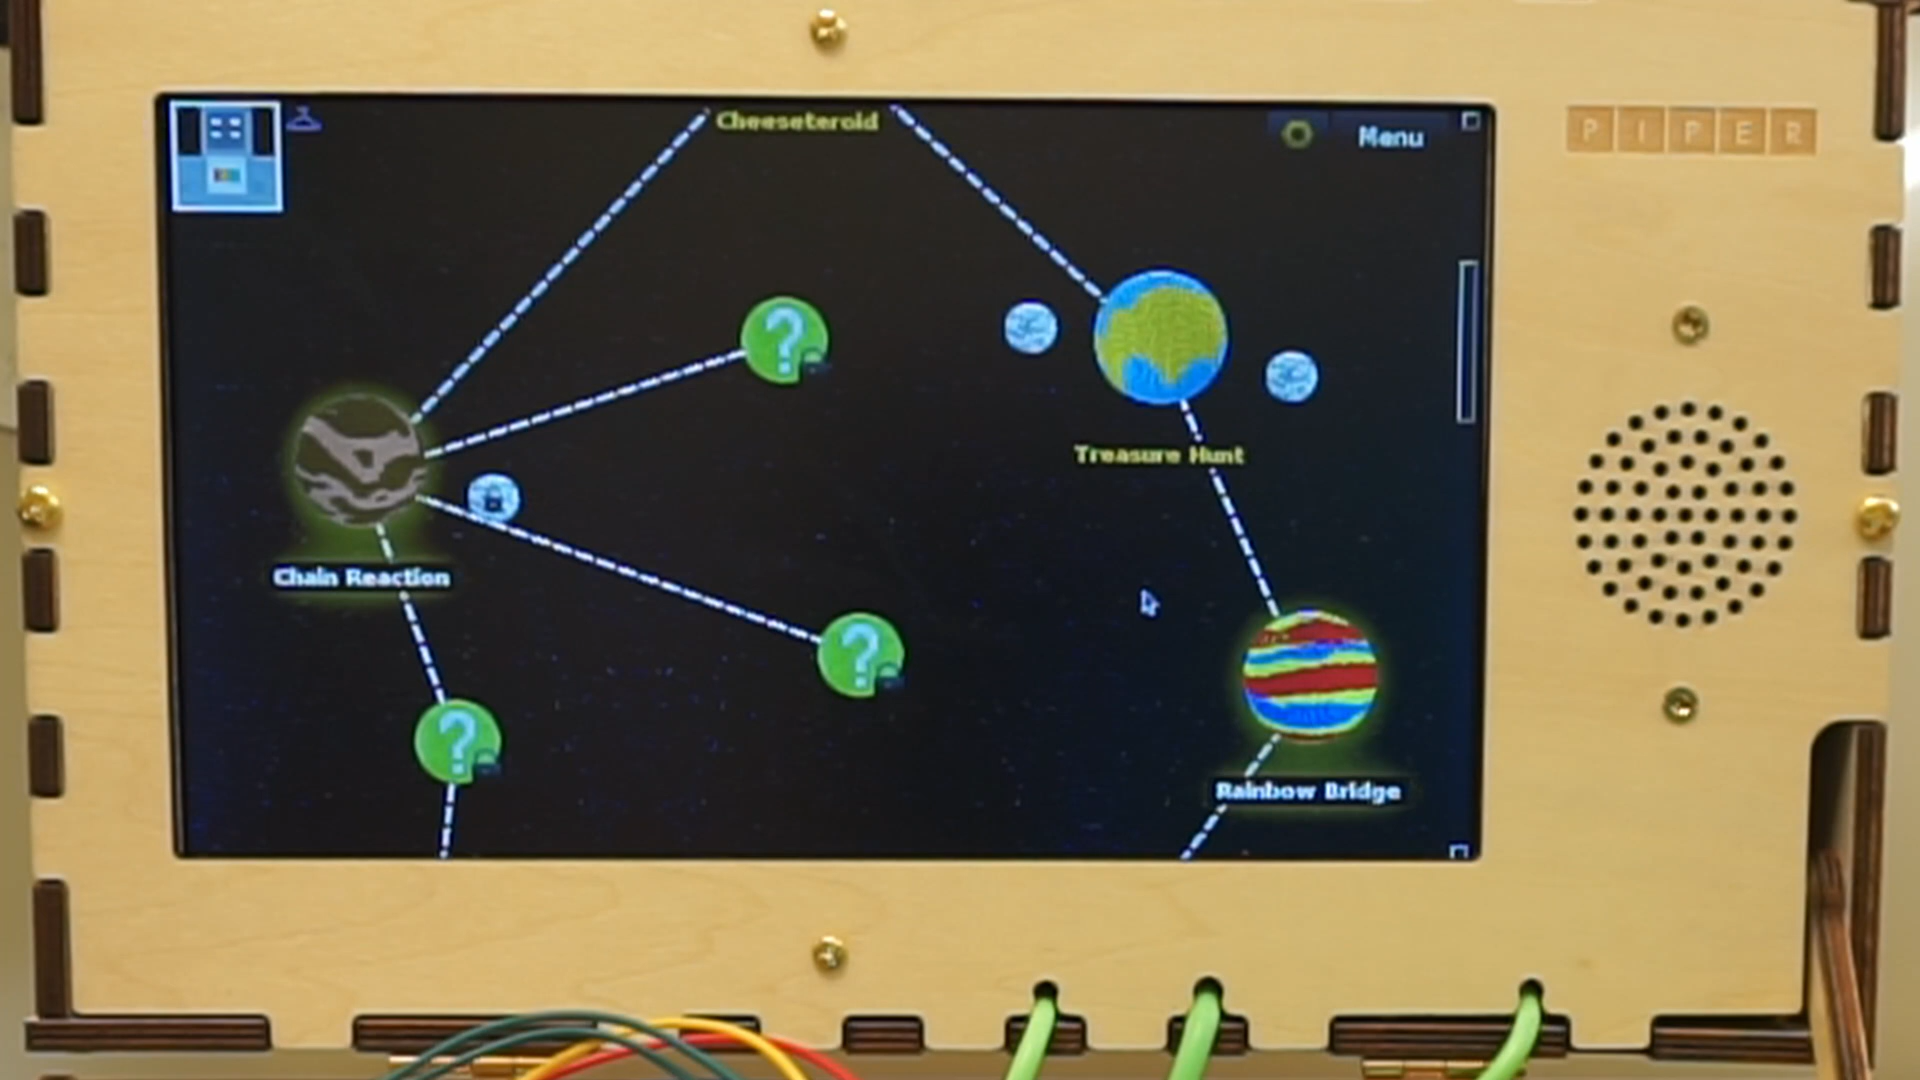 Cheeseteroid
Menu
PIPER
?
Treasure Hunt
Chain Reaction
?
?
Rainbow Bridge